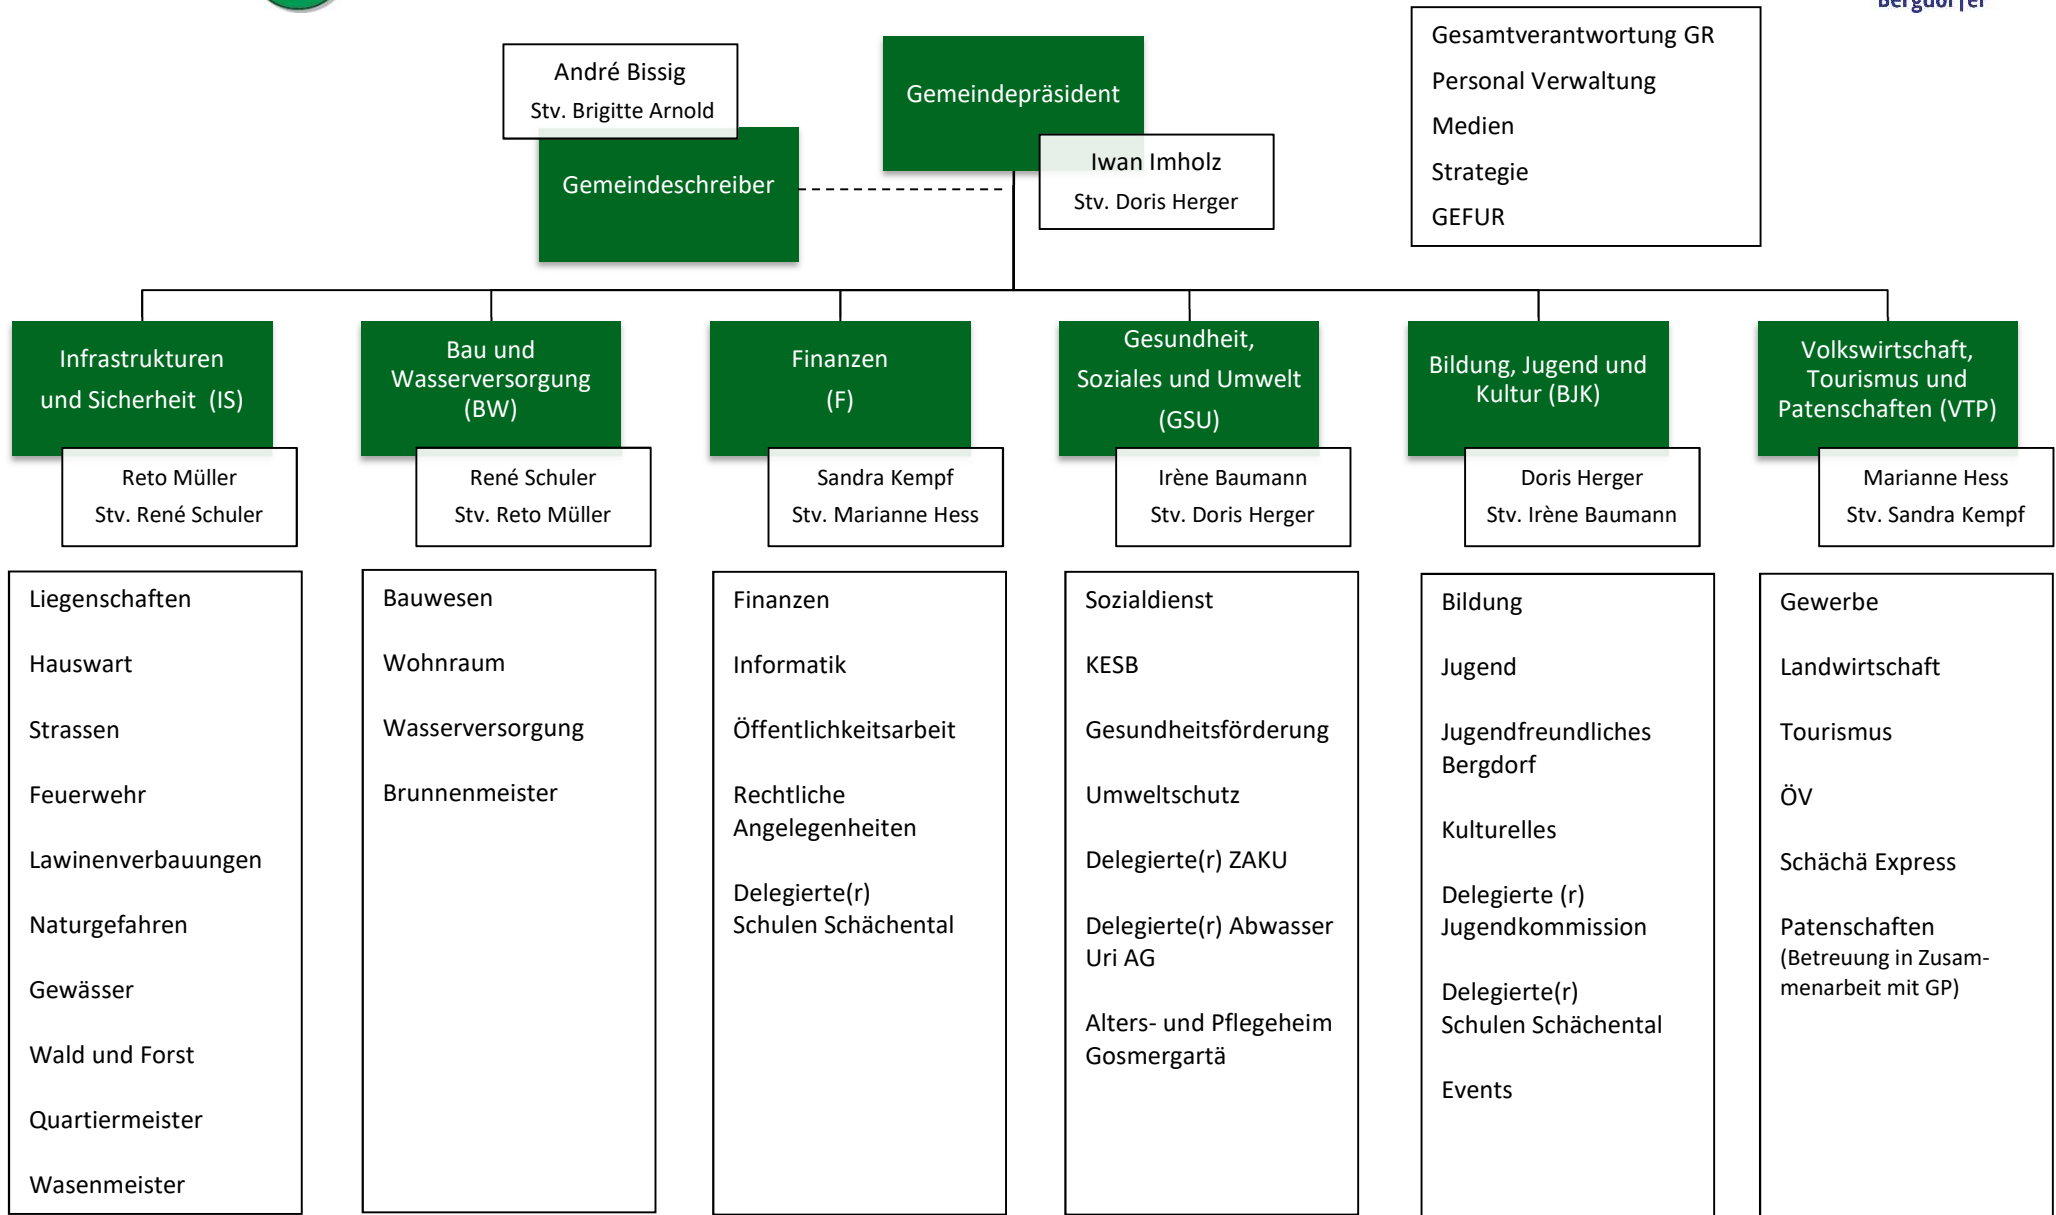 Bergdörfer
André Bissig
Stv. Brigitte Arnold
Gemeindeschreiber
Gemeindepräsident
Iwan Imholz
Stv. Doris Herger
Gesamtverantwortung GR
Personal Verwaltung
Medien
Strategie
GEFUR
Infrastrukturen
und Sicherheit (IS)
Reto Müller
Stv. René Schuler
Bau und
Wasserversorgung
(BW)
René Schuler
Stv. Reto Müller
Finanzen
(F)
Sandra Kempf
Stv. Marianne Hess
Gesundheit,
Soziales und Umwelt
(GSU)
Irène Baumann
Stv. Doris Herger
Bildung, Jugend und
Kultur (BJK)
Doris Herger
Stv. Irène Baumann
Volkswirtschaft,
Tourismus und
Patenschaften (VTP)
Marianne Hess
Stv. Sandra Kempf
Liegenschaften
Hauswart
Strassen
Feuerwehr
Lawinenverbauungen
Naturgefahren
Gewässer
Wald und Forst
Quartiermeister
Wasenmeister
Bauwesen
Wohnraum
Wasserversorgung
Brunnenmeister
Finanzen
Informatik
Öffentlichkeitsarbeit
Rechtliche
Angelegenheiten
Delegierte(r)
Schulen Schächental
Sozialdienst
KESB
Gesundheitsförderung
Umweltschutz
Delegierte(r) ZAKU
Delegierte(r) Abwasser
Uri AG
Alters- und Pflegeheim
Gosmergartä
Bildung
Jugend
Jugendfreundliches
Bergdorf
Kulturelles
Delegierte (r)
Jugendkommission
Delegierte(r)
Schulen Schächental
Events
Gewerbe
Landwirtschaft
Tourismus
ÖV
Schächä Express
Patenschaften
(Betreuung in Zusam-
menarbeit mit GP)